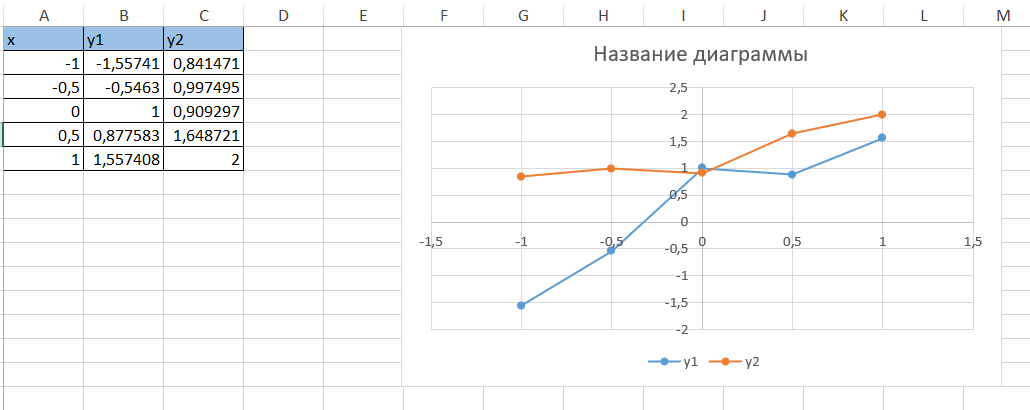 A B C D E F G H I J K L M
x y1 y2
-1 -1,55741 0,841471
-0,5 -0,5463 0,997495
0 1 0,909297
0,5 0,877583 1,648721
1 1,557408 2
Название диаграммы
2,5
2
1,5
1
0,5
0
-1,5 -1 -0,5 0 0,5 1 1,5
-0,5
-1
-1,5
-2
y1 y2